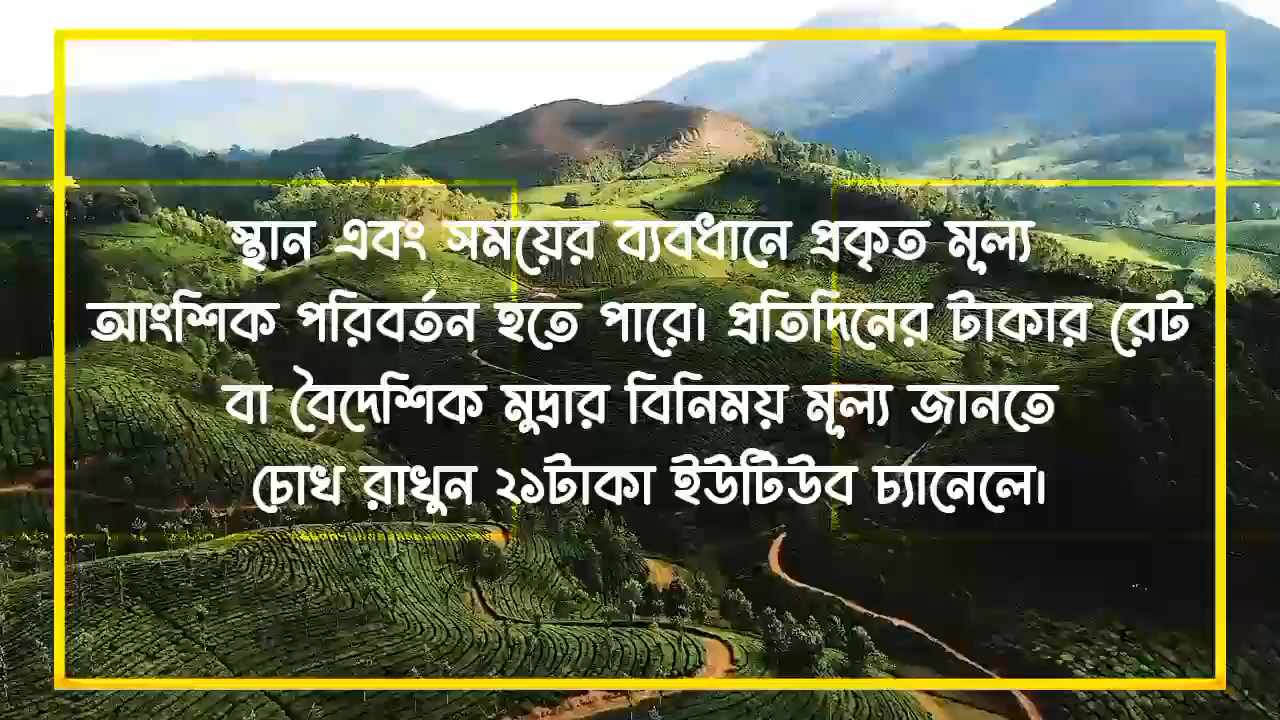 স্থান এবং সময়ের ব্যবধানে প্রকৃত মূল্য
আংশিক পরিবর্তন হতে পারে। প্রতিদিনের টাকার রেট
বা বৈদেশিক মুদ্রার বিনিময় মূল্য জানতে
চোখ রাখুন ২১টাকা ইউটিউব চ্যানেলে।